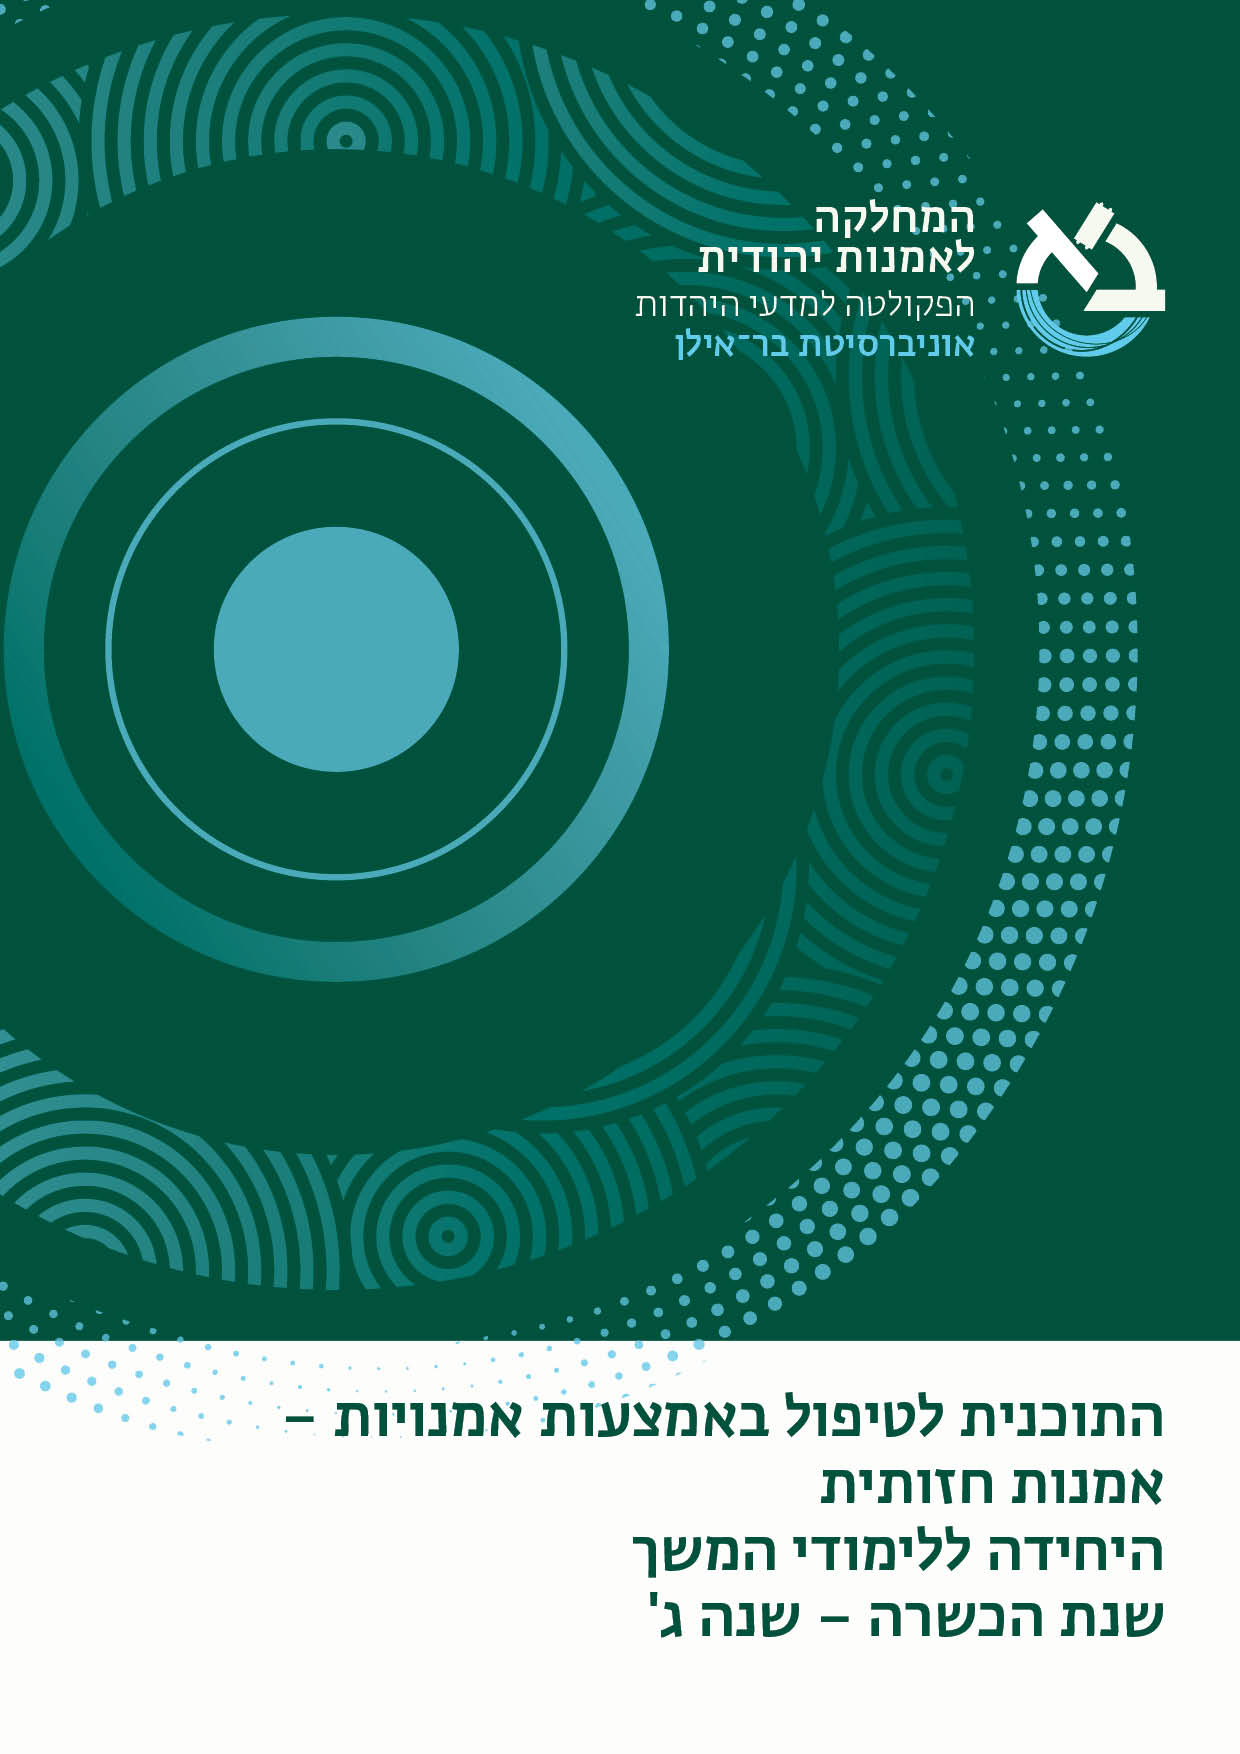 המחלקה
לאמנות יהודית
הפקולטה למדעי היהדות
אוניברסיטת בר־אילן
התוכנית לטיפול באמצעות אמנויות –
אמנות חזותית
היחידה ללימודי המשך
שנת הכשרה – שנה ג'